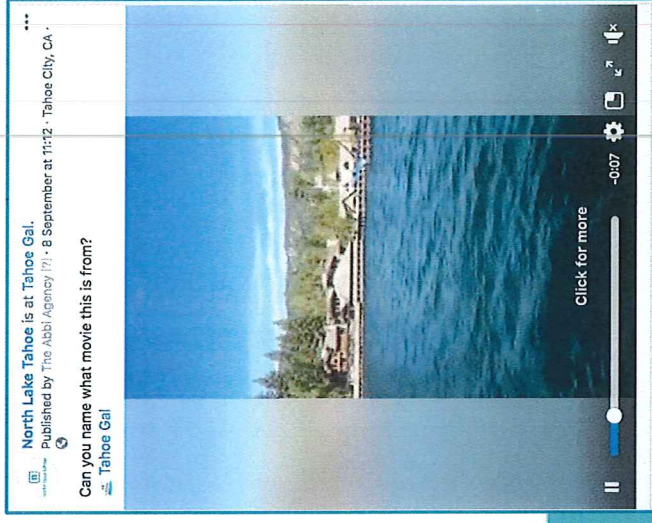 North Lake Tahoe is at Tahoe Gal.
Published by The Abbi Agency [?] · 8 September at 11:12 · Tahoe City, CA ·
Can you name what movie this is from?
Tahoe Gal
Click for more
-0:07